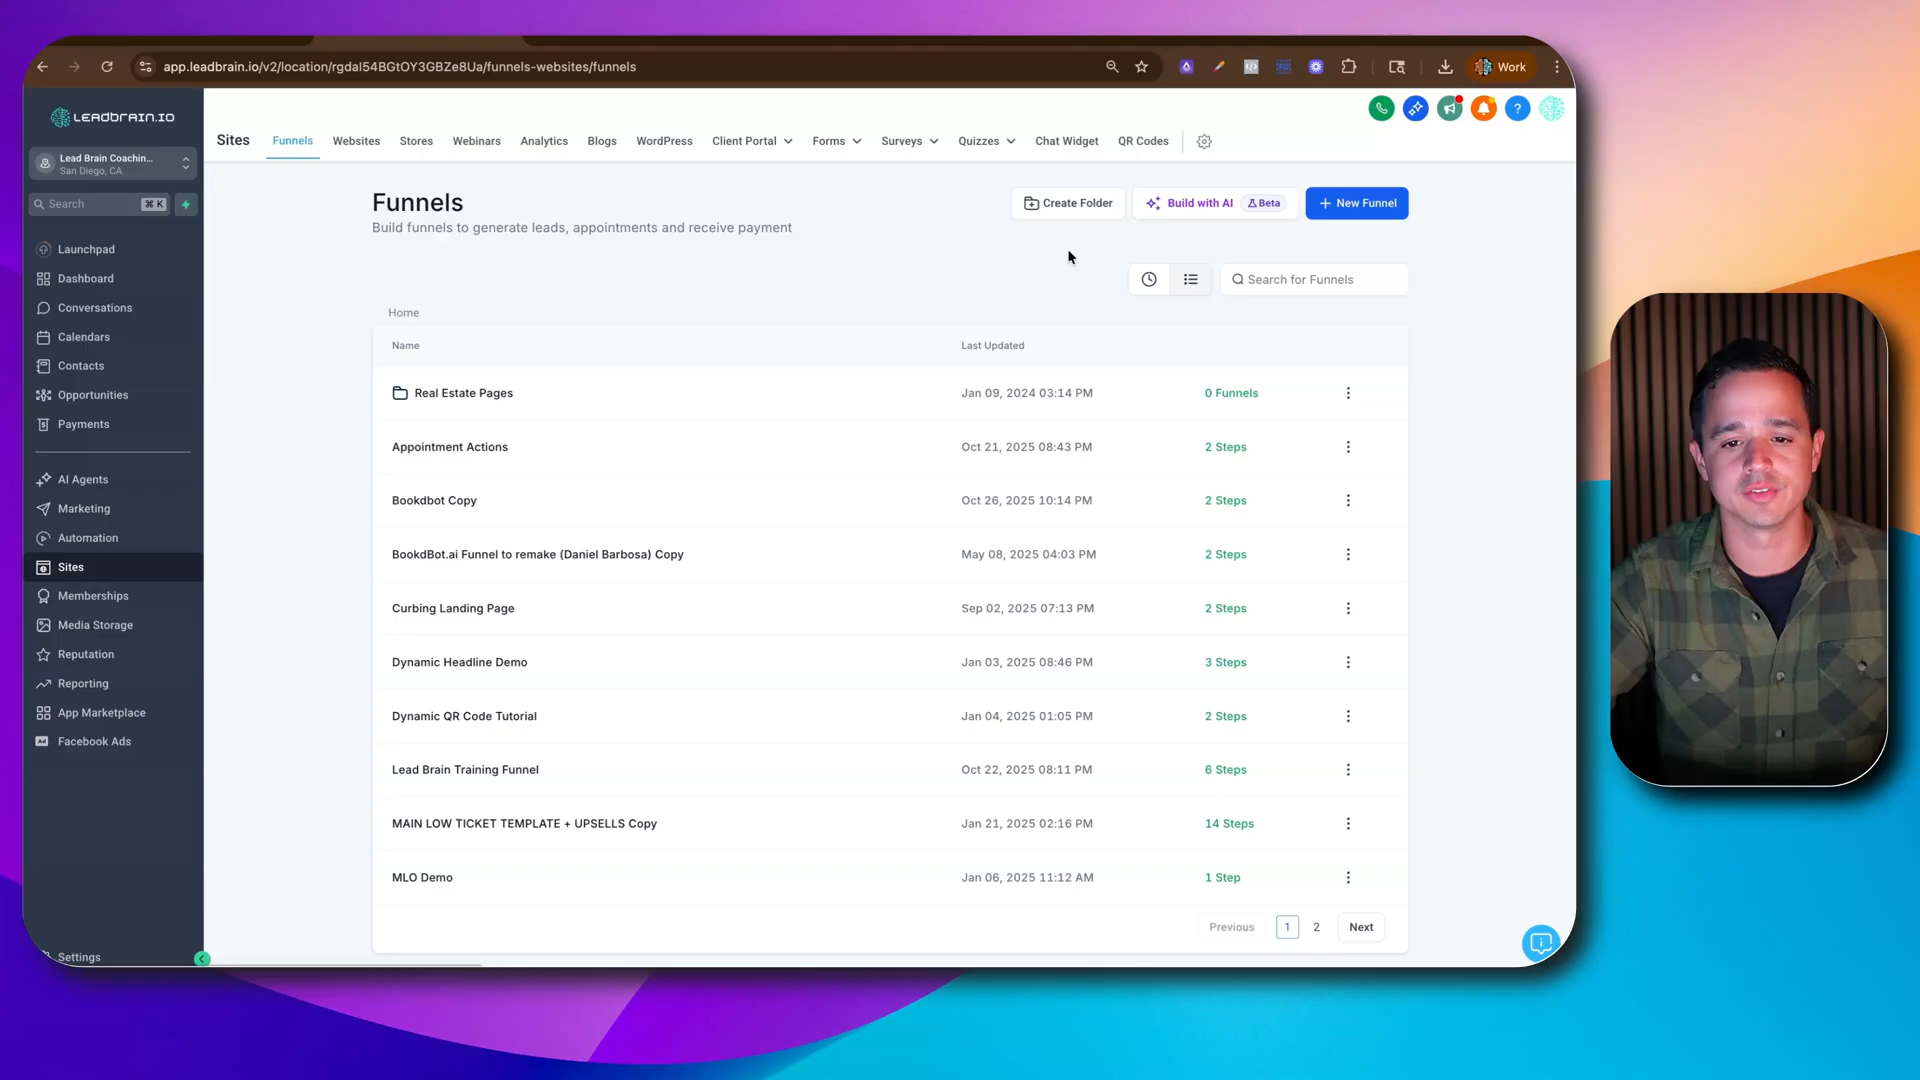 app.leadbrain.io/v2/location/rgdal54BGtOY3GBZe8Ua/funnels-websites/funnels
Work
LEADBRAIN.IO
Lead Brain Coachin...
San Diego, CA
Search
⌘ K
Launchpad
Dashboard
Conversations
Calendars
Contacts
Opportunities
Payments
AI Agents
Marketing
Automation
Sites
Memberships
Media Storage
Reputation
Reporting
App Marketplace
Facebook Ads
Settings
Sites
Funnels
Websites
Stores
Webinars
Analytics
Blogs
WordPress
Client Portal
Forms
Surveys
Quizzes
Chat Widget
QR Codes
Funnels
Build funnels to generate leads, appointments and receive payment
Create Folder
Build with AI
Beta
+ New Funnel
Search for Funnels
Home
Name
Last Updated
Real Estate Pages
Jan 09, 2024 03:14 PM
0 Funnels
Appointment Actions
Oct 21, 2025 08:43 PM
2 Steps
Bookdbot Copy
Oct 26, 2025 10:14 PM
2 Steps
BookdBot.ai Funnel to remake (Daniel Barbosa) Copy
May 08, 2025 04:03 PM
2 Steps
Curbing Landing Page
Sep 02, 2025 07:13 PM
2 Steps
Dynamic Headline Demo
Jan 03, 2025 08:46 PM
3 Steps
Dynamic QR Code Tutorial
Jan 04, 2025 01:05 PM
2 Steps
Lead Brain Training Funnel
Oct 22, 2025 08:11 PM
6 Steps
MAIN LOW TICKET TEMPLATE + UPSELLS Copy
Jan 21, 2025 02:16 PM
14 Steps
MLO Demo
Jan 06, 2025 11:12 AM
1 Step
Previous
1
2
Next